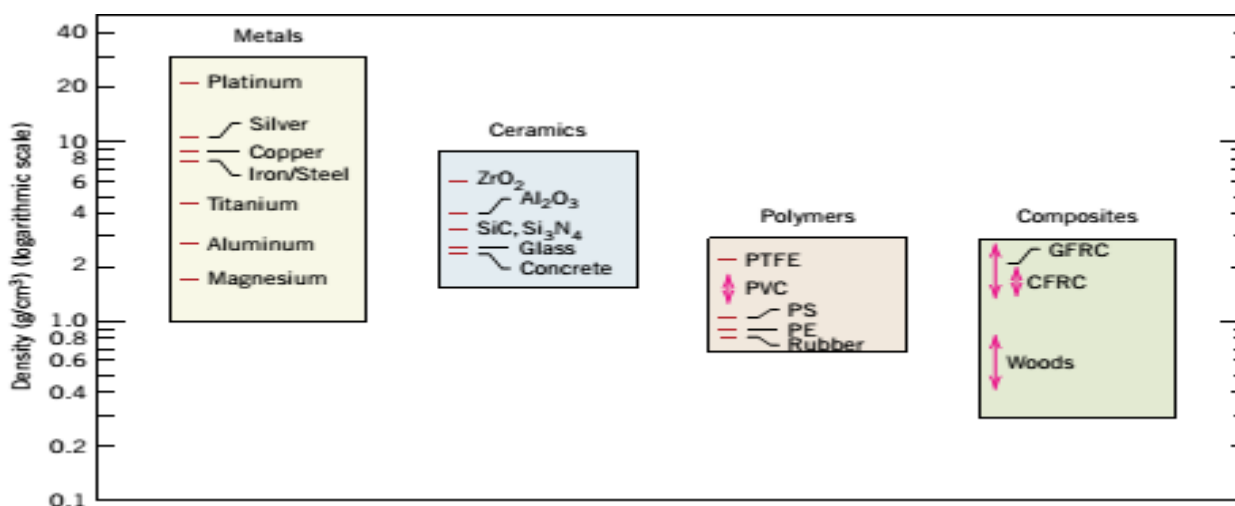 Density (g/cm³) (logarithmic scale)
40
20
10
8
6
4
2
1.0
0.8
0.6
0.4
0.2
0.1
Metals
Platinum
Silver
Copper
Iron/Steel
Titanium
Aluminum
Magnesium
Ceramics
ZrO₂
Al₂O₃
SiC, Si₃N₄
Glass
Concrete
Polymers
PTFE
PVC
PS
PE
Rubber
Composites
GFRC
CFRC
Woods